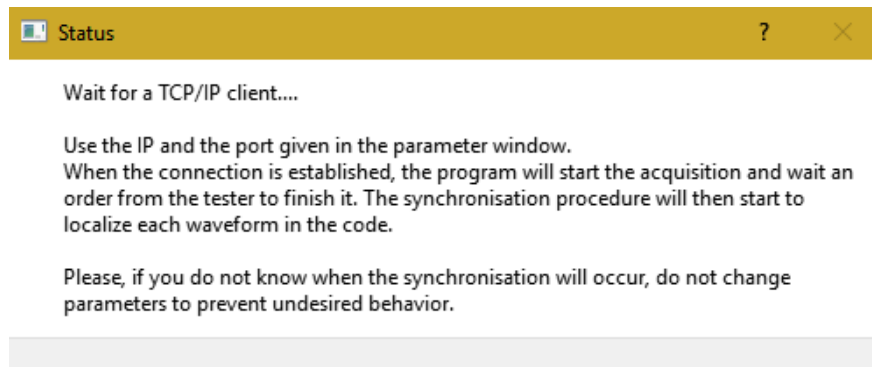 Status
?
Wait for a TCP/IP client....
Use the IP and the port given in the parameter window.
When the connection is established, the program will start the acquisition and wait an
order from the tester to finish it. The synchronisation procedure will then start to
localize each waveform in the code.
Please, if you do not know when the synchronisation will occur, do not change
parameters to prevent undesired behavior.